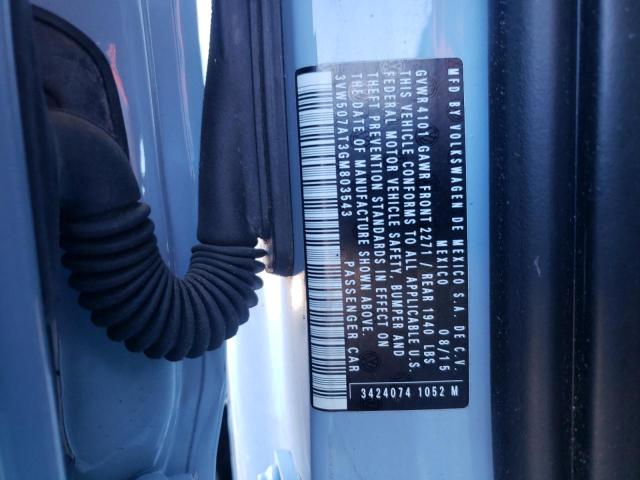 MFD BY VOLKSWAGEN DE MEXICO S.A. DE C.V.
MEXICO 08/15
GVWR 4101 GAWR FRONT 2271 / REAR 1940 LBS
THIS VEHICLE CONFORMS TO ALL APPLICABLE U.S.
FEDERAL MOTOR VEHICLE SAFETY, BUMPER AND
THEFT PREVENTION STANDARDS IN EFFECT ON
THE DATE OF MANUFACTURE SHOWN ABOVE.
3VW507AT3GM803543 PASSENGER CAR
3424074 1052 M